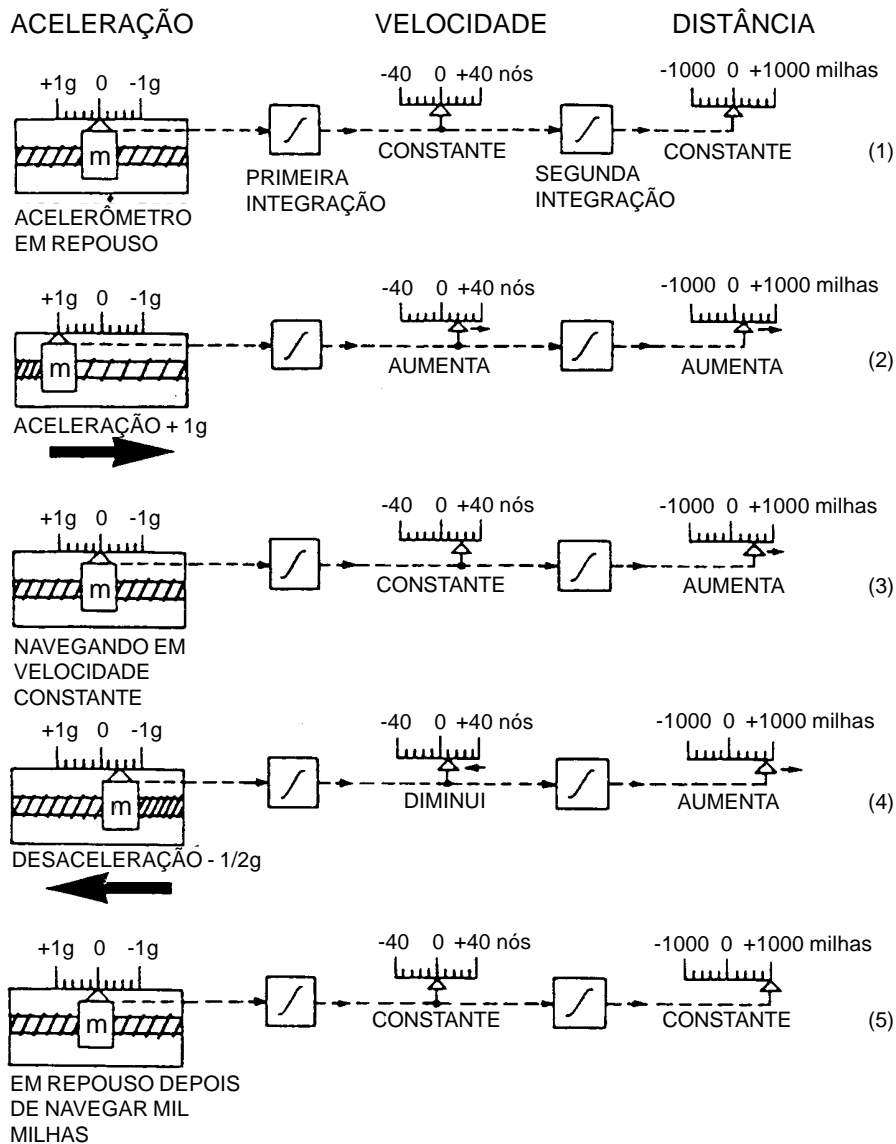 ACELERAÇÃO VELOCIDADE DISTÂNCIA
+1g 0 -1g -40 0 +40 nós -1000 0 +1000 milhas
m ∫ CONSTANTE ∫ CONSTANTE (1)
PRIMEIRA INTEGRAÇÃO
SEGUNDA INTEGRAÇÃO
ACELERÔMETRO
EM REPOUSO
+1g 0 -1g -40 0 +40 nós -1000 0 +1000 milhas
m ∫ AUMENTA ∫ AUMENTA (2)
ACELERAÇÃO + 1g
+1g 0 -1g -40 0 +40 nós -1000 0 +1000 milhas
m ∫ CONSTANTE ∫ AUMENTA (3)
NAVEGANDO EM
VELOCIDADE
CONSTANTE
+1g 0 -1g -40 0 +40 nós -1000 0 +1000 milhas
m ∫ DIMINUI ∫ AUMENTA (4)
DESACELERAÇÃO - 1/2g
+1g 0 -1g -40 0 +40 nós -1000 0 +1000 milhas
m ∫ CONSTANTE ∫ CONSTANTE (5)
EM REPOUSO DEPOIS
DE NAVEGAR MIL
MILHAS